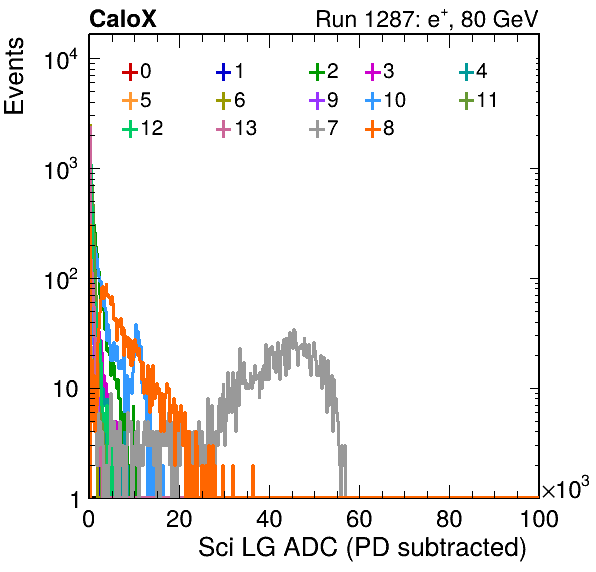 CaloX Run 1287: e⁺, 80 GeV
Events
10⁴
10³
10²
10
1
0 1 2 3 4
5 6 9 10 11
12 13 7 8
0 20 40 60 80 100
×10³
Sci LG ADC (PD subtracted)